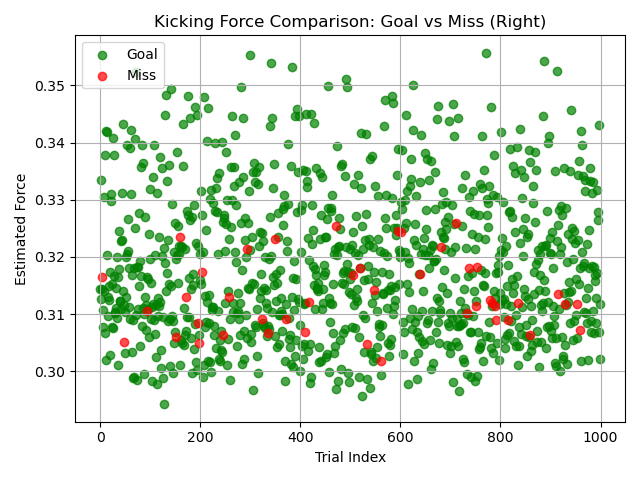 Kicking Force Comparison: Goal vs Miss (Right)
Goal
Miss
0.35
0.34
0.33
0.32
0.31
0.30
Estimated Force
0 200 400 600 800 1000
Trial Index